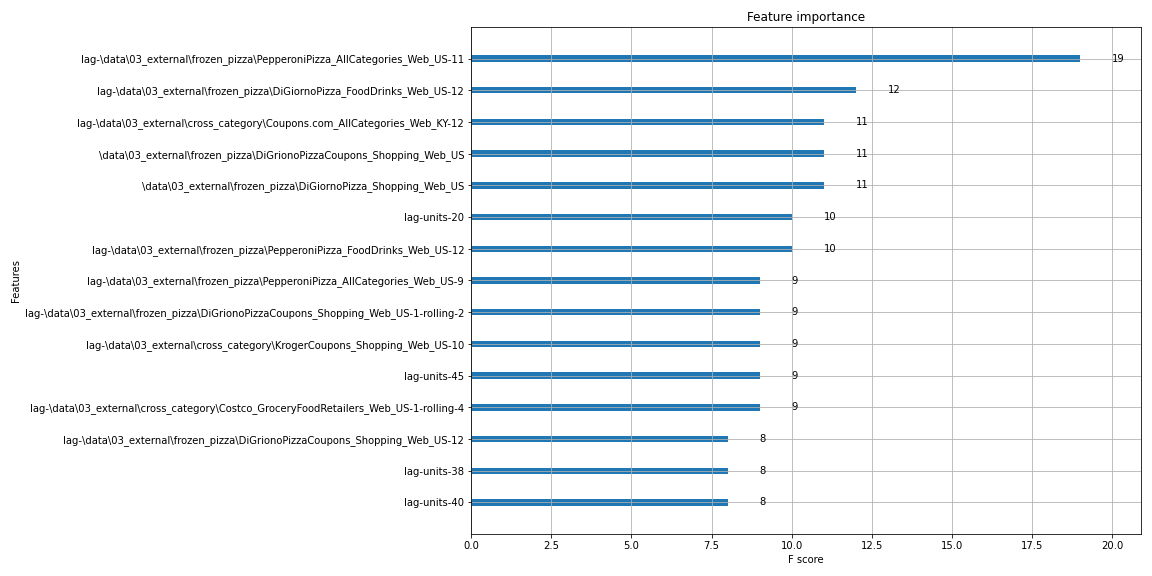 Feature importance
Features
lag-\data\03_external\frozen_pizza\PepperoniPizza_AllCategories_Web_US-11 19
lag-\data\03_external\frozen_pizza\DiGiornoPizza_FoodDrinks_Web_US-12 12
lag-\data\03_external\cross_category\Coupons.com_AllCategories_Web_KY-12 11
\data\03_external\frozen_pizza\DiGrionoPizzaCoupons_Shopping_Web_US 11
\data\03_external\frozen_pizza\DiGiornoPizza_Shopping_Web_US 11
lag-units-20 10
lag-\data\03_external\frozen_pizza\PepperoniPizza_FoodDrinks_Web_US-12 10
lag-\data\03_external\frozen_pizza\PepperoniPizza_AllCategories_Web_US-9 9
lag-\data\03_external\frozen_pizza\DiGrionoPizzaCoupons_Shopping_Web_US-1-rolling-2 9
lag-\data\03_external\cross_category\KrogerCoupons_Shopping_Web_US-10 9
lag-units-45 9
lag-\data\03_external\cross_category\Costco_GroceryFoodRetailers_Web_US-1-rolling-4 9
lag-\data\03_external\frozen_pizza\DiGrionoPizzaCoupons_Shopping_Web_US-12 8
lag-units-38 8
lag-units-40 8
0.0 2.5 5.0 7.5 10.0 12.5 15.0 17.5 20.0
F score